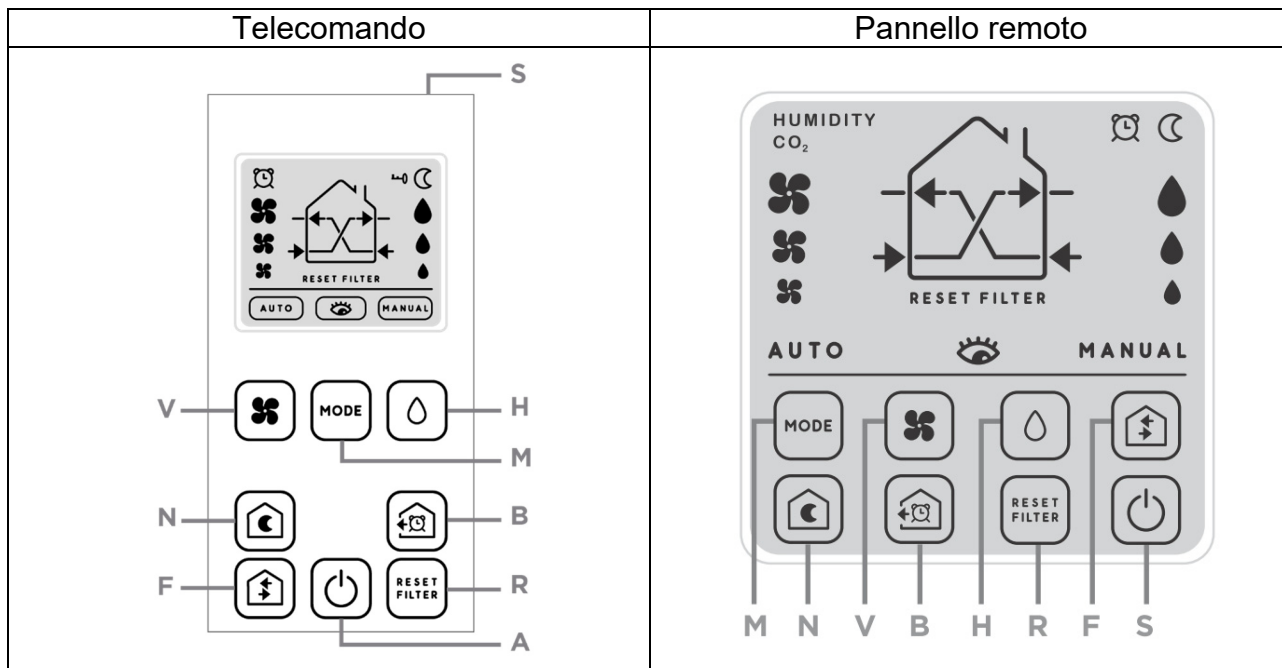 Telecomando
Pannello remoto
S
RESET FILTER
AUTO
MANUAL
V
MODE
H
M
N
B
F
RESET
FILTER
R
A
HUMIDITY
CO₂
RESET FILTER
AUTO
MANUAL
MODE
RESET
FILTER
M N V B H R F S